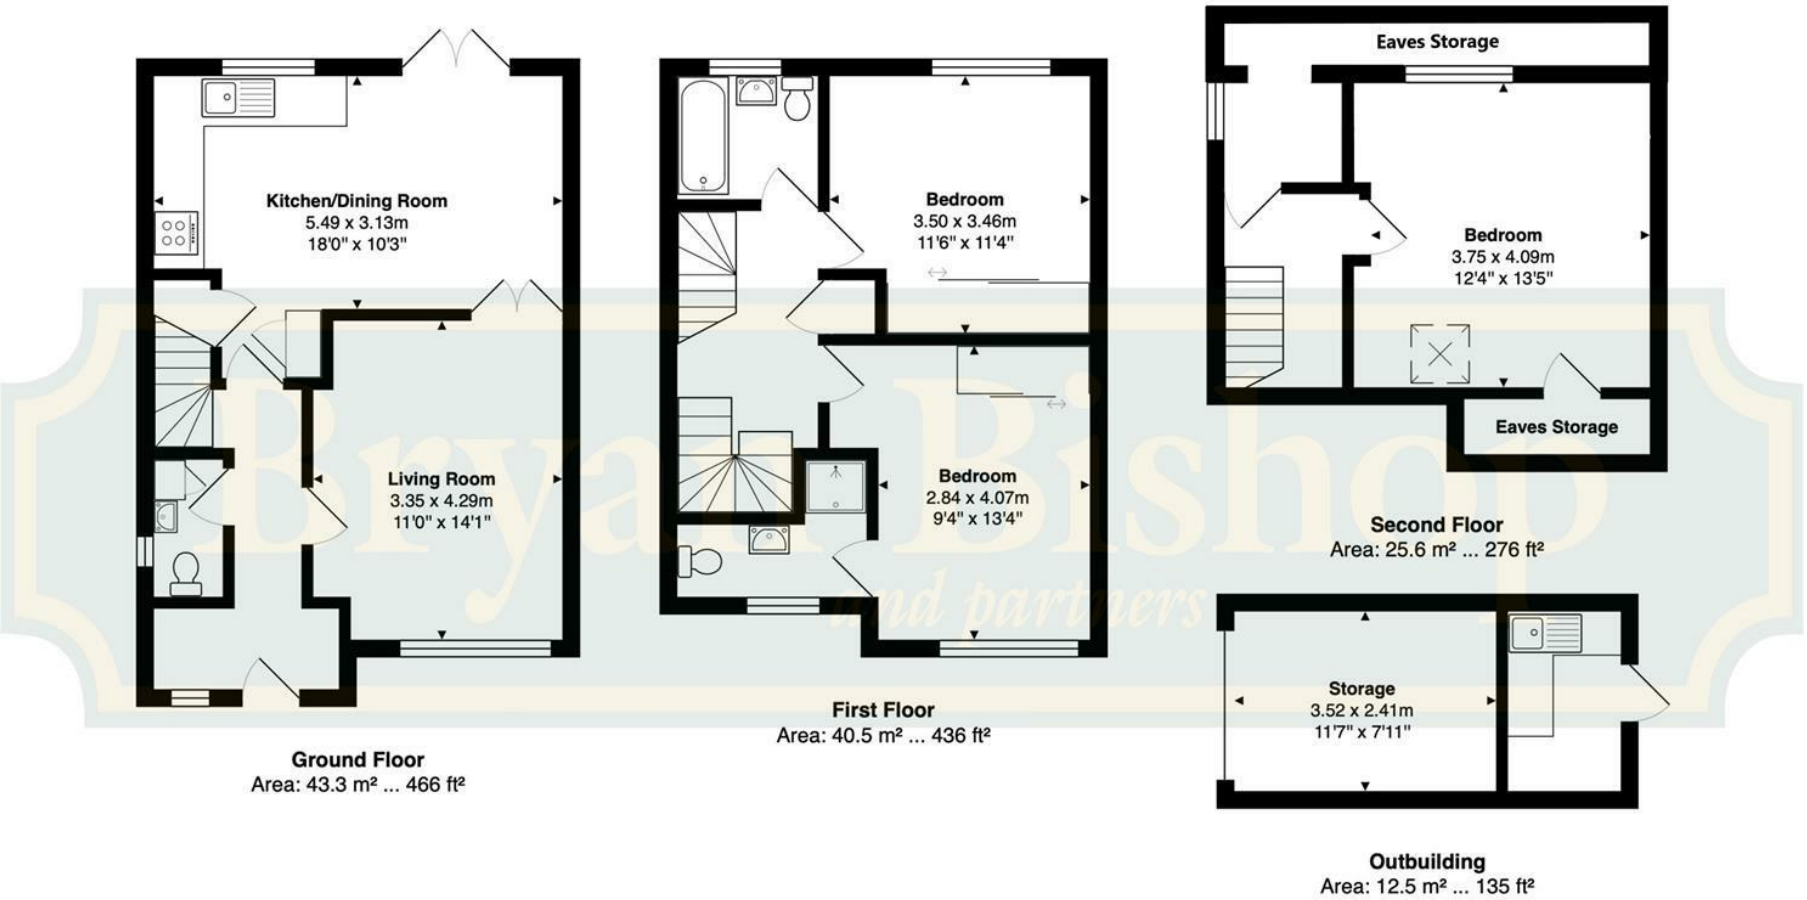 Kitchen/Dining Room
5.49 x 3.13m
18'0" x 10'3"
Living Room
3.35 x 4.29m
11'0" x 14'1"
Ground Floor
Area: 43.3 m² ... 466 ft²
Bedroom
3.50 x 3.46m
11'6" x 11'4"
Bedroom
2.84 x 4.07m
9'4" x 13'4"
First Floor
Area: 40.5 m² ... 436 ft²
Eaves Storage
Bedroom
3.75 x 4.09m
12'4" x 13'5"
Eaves Storage
Second Floor
Area: 25.6 m² ... 276 ft²
Storage
3.52 x 2.41m
11'7" x 7'11"
Outbuilding
Area: 12.5 m² ... 135 ft²
Bryan Bishop
and partners